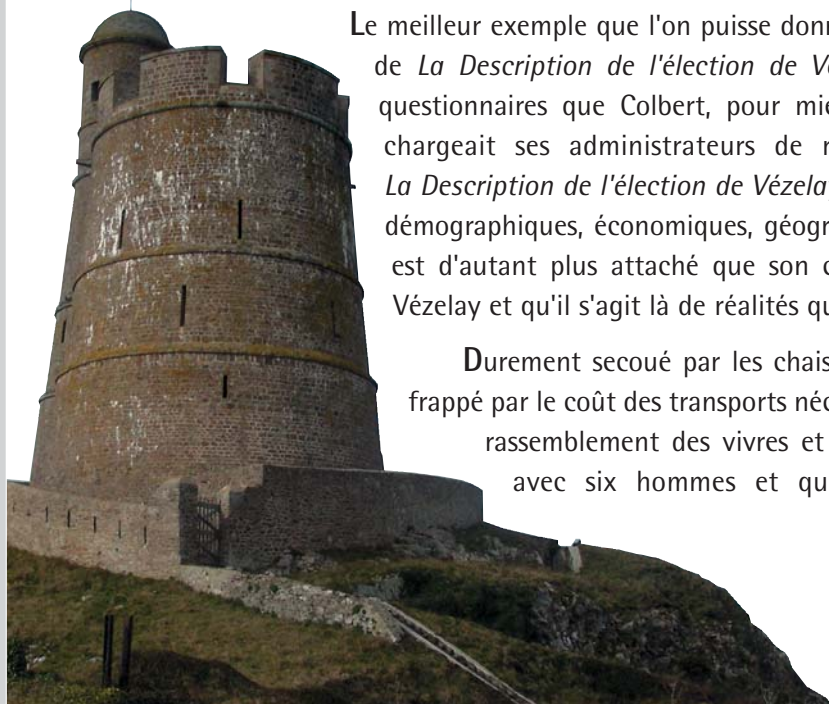 Le meilleur exemple que l'on puisse donn
de La Description de l'élection de Vé
questionnaires que Colbert, pour mie
chargeait ses administrateurs de r
La Description de l'élection de Vézela
démographiques, économiques, géogr
est d'autant plus attaché que son c
Vézelay et qu'il s'agit là de réalités qu
Durement secoué par les chais
frappé par le coût des transports néc
rassemblement des vivres et
avec six hommes et qu